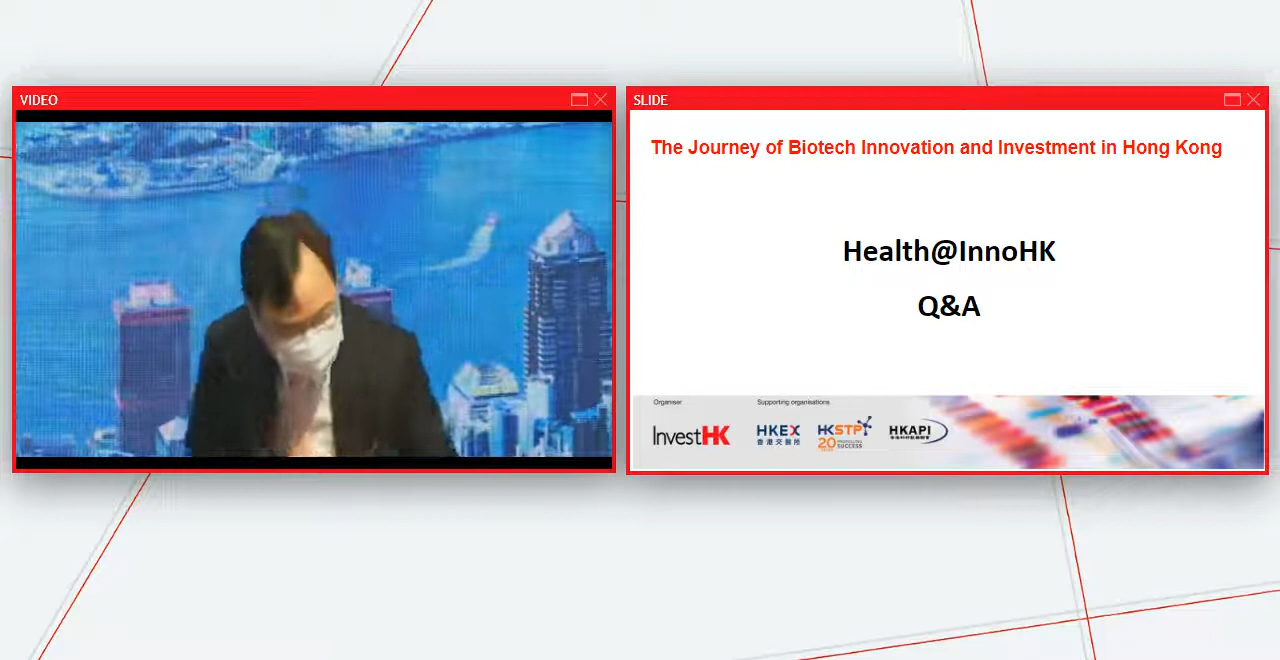 VIDEO
SLIDE
The Journey of Biotech Innovation and Investment in Hong Kong
Health@InnoHK
Q&A
Organiser
Supporting organisations
InvestHK
HKEX
香港交易所
HKSTP
20
SUCCESS
HKAPI